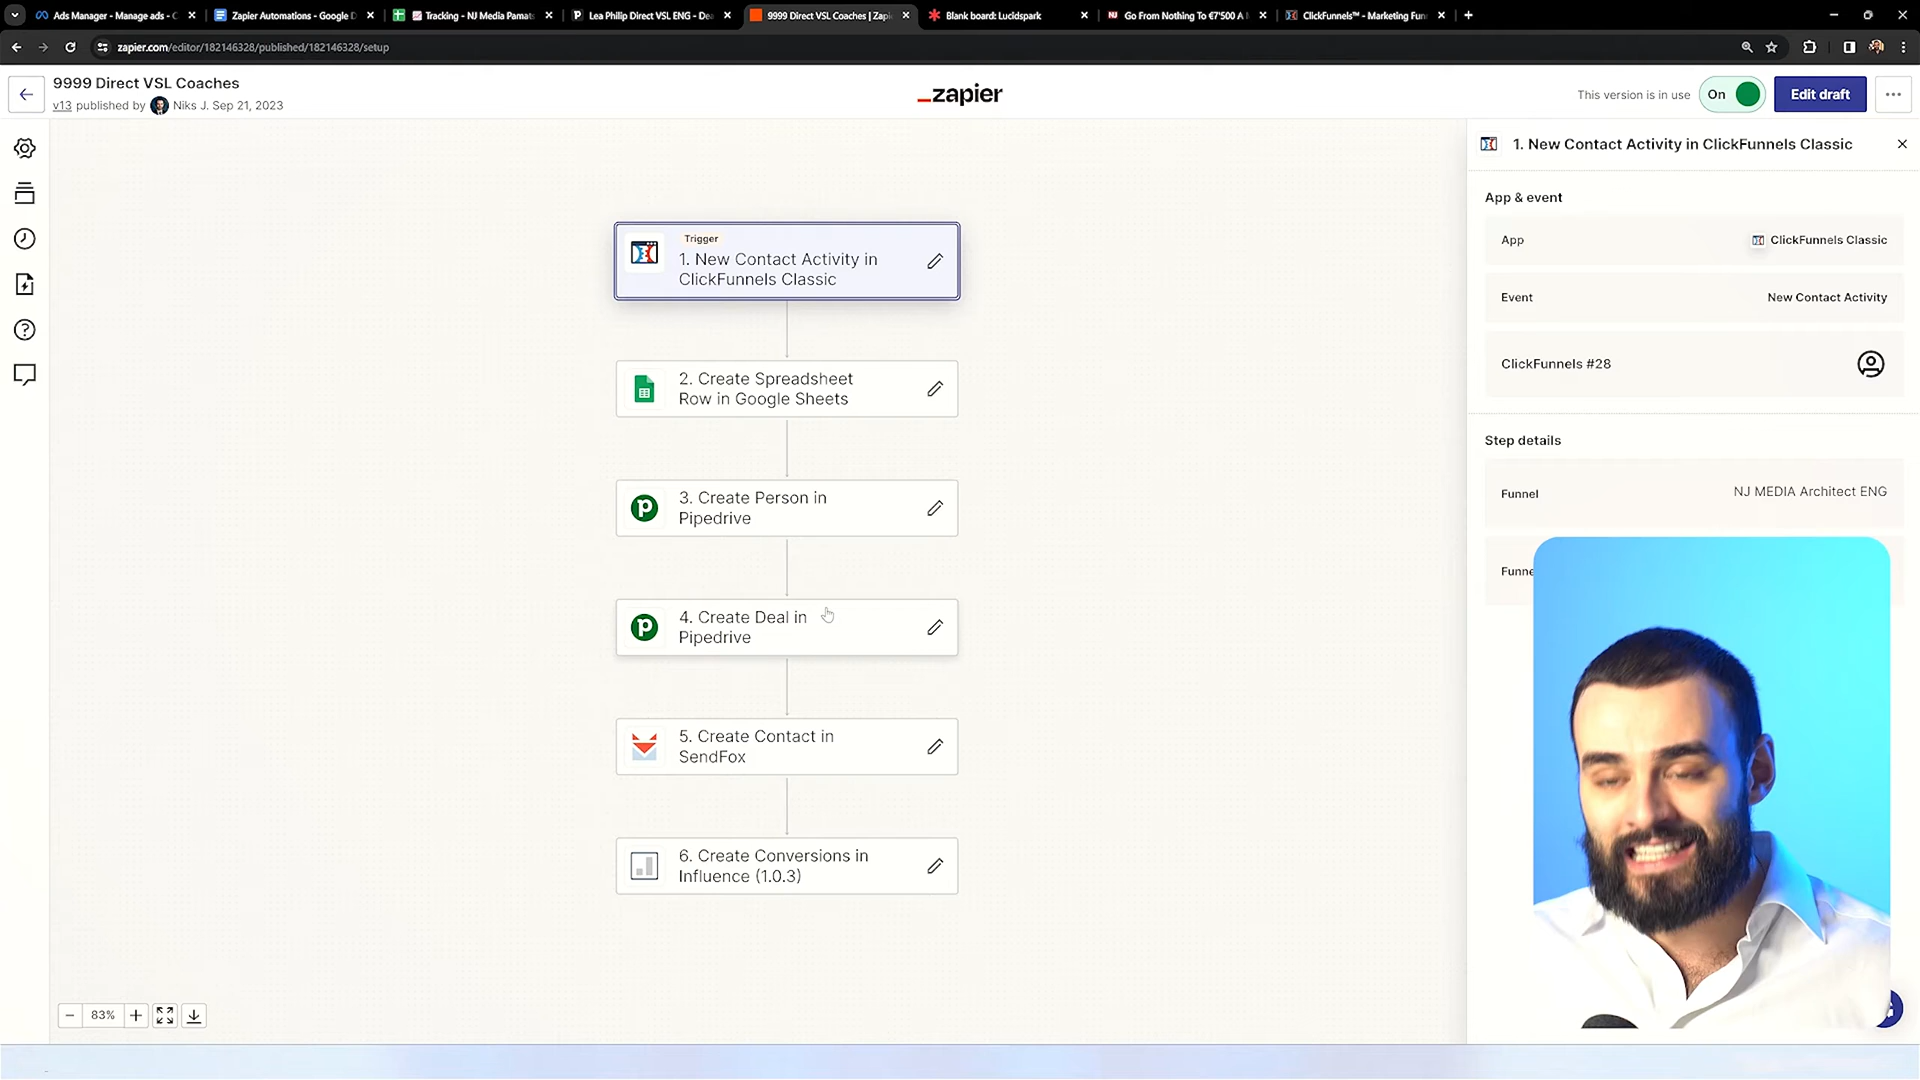 Ads Manager - Manage ads - C
Zapier Automations - Google D
Tracking - NJ Media Pamat
Lea Philip Direct VSL ENG - De
9999 Direct VSL Coaches | Zapi
Blank board: Lucidspark
Go From Nothing To €7'500 A
ClickFunnels™ - Marketing Fun
zapier.com/editor/182146328/published/182146328/setup
9999 Direct VSL Coaches
v13 published by Niks J. Sep 21, 2023
_zapier
This version is in use
On
Edit draft
1. New Contact Activity in ClickFunnels Classic
App & event
App
ClickFunnels Classic
Event
New Contact Activity
ClickFunnels #28
Step details
Funnel
NJ MEDIA Architect ENG
Funne
Trigger
1. New Contact Activity in
ClickFunnels Classic
2. Create Spreadsheet
Row in Google Sheets
3. Create Person in
Pipedrive
4. Create Deal in
Pipedrive
5. Create Contact in
SendFox
6. Create Conversions in
Influence (1.0.3)
83%